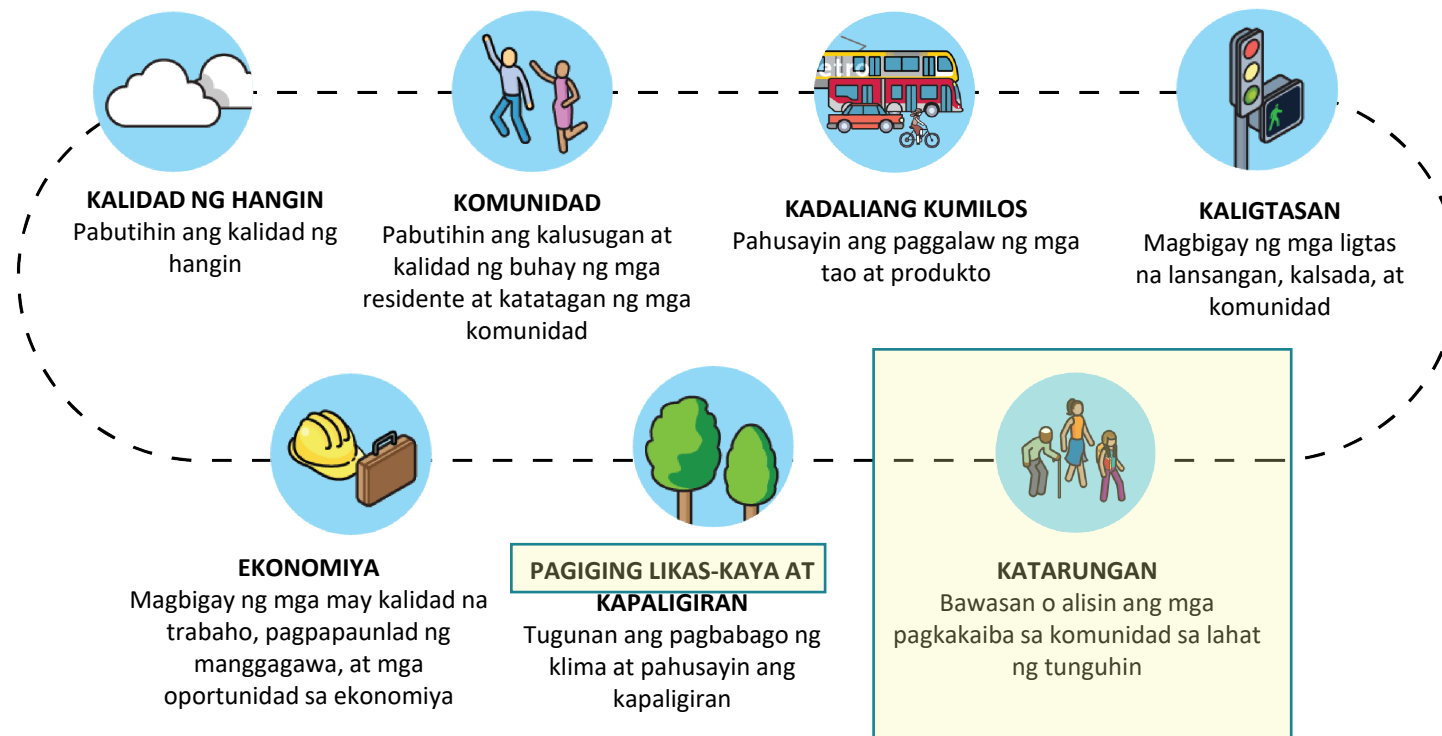 etro
KALIDAD NG HANGIN
Pabutihin ang kalidad ng
hangin
KOMUNIDAD
Pabutihin ang kalusugan at
kalidad ng buhay ng mga
residente at katatagan ng mga
komunidad
KADALIANG KUMILOS
Pahusayin ang paggalaw ng mga
tao at produkto
KALIGTASAN
Magbigay ng mga ligtas
na lansangan, kalsada, at
komunidad
EKONOMIYA
Magbigay ng mga may kalidad na
trabaho, pagpapaunlad ng
manggagawa, at mga
oportunidad sa ekonomiya
PAGIGING LIKAS-KAYA AT
KAPALIGIRAN
Tugunan ang pagbabago ng
klima at pahusayin ang
kapaligiran
KATARUNGAN
Bawasan o alisin ang mga
pagkakaiba sa komunidad sa lahat
ng tunguhin